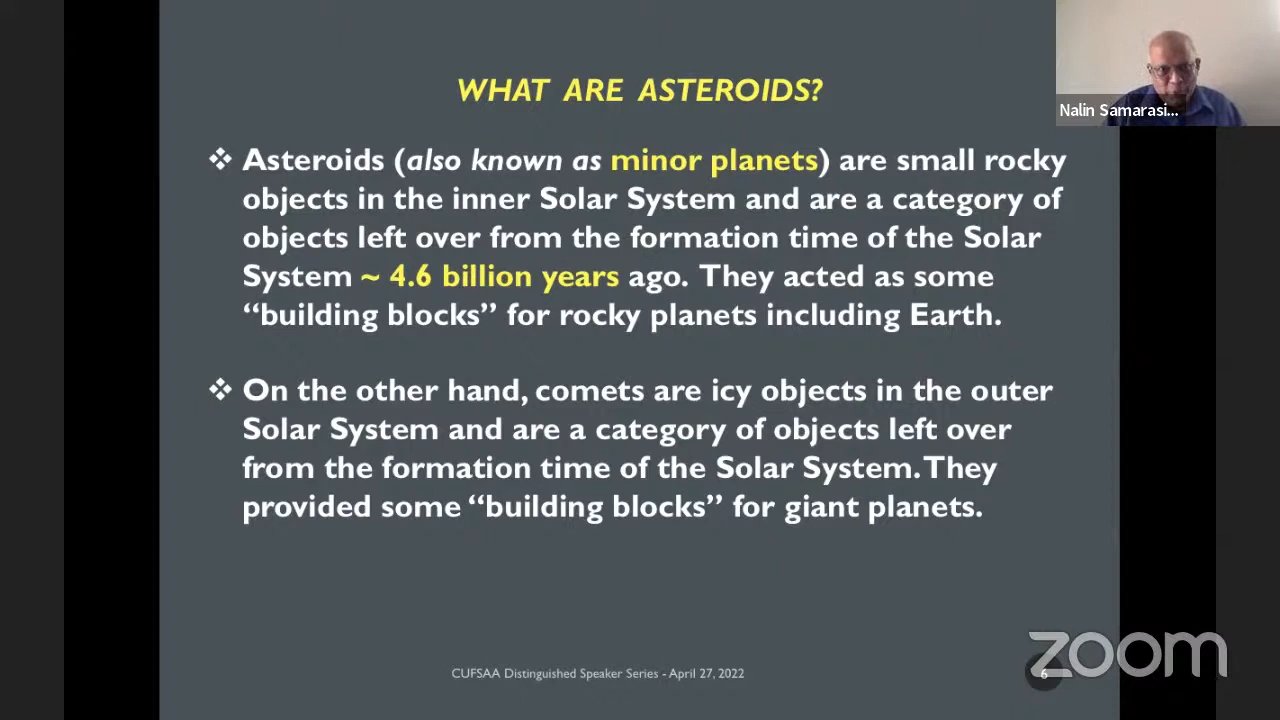 WHAT ARE ASTEROIDS?
Nalin Samarasi...
❖ Asteroids (also known as minor planets) are small rocky
objects in the inner Solar System and are a category of
objects left over from the formation time of the Solar
System ~ 4.6 billion years ago. They acted as some
“building blocks” for rocky planets including Earth.
❖ On the other hand, comets are icy objects in the outer
Solar System and are a category of objects left over
from the formation time of the Solar System. They
provided some “building blocks” for giant planets.
CUFSAA Distinguished Speaker Series - April 27, 2022
6
zoom